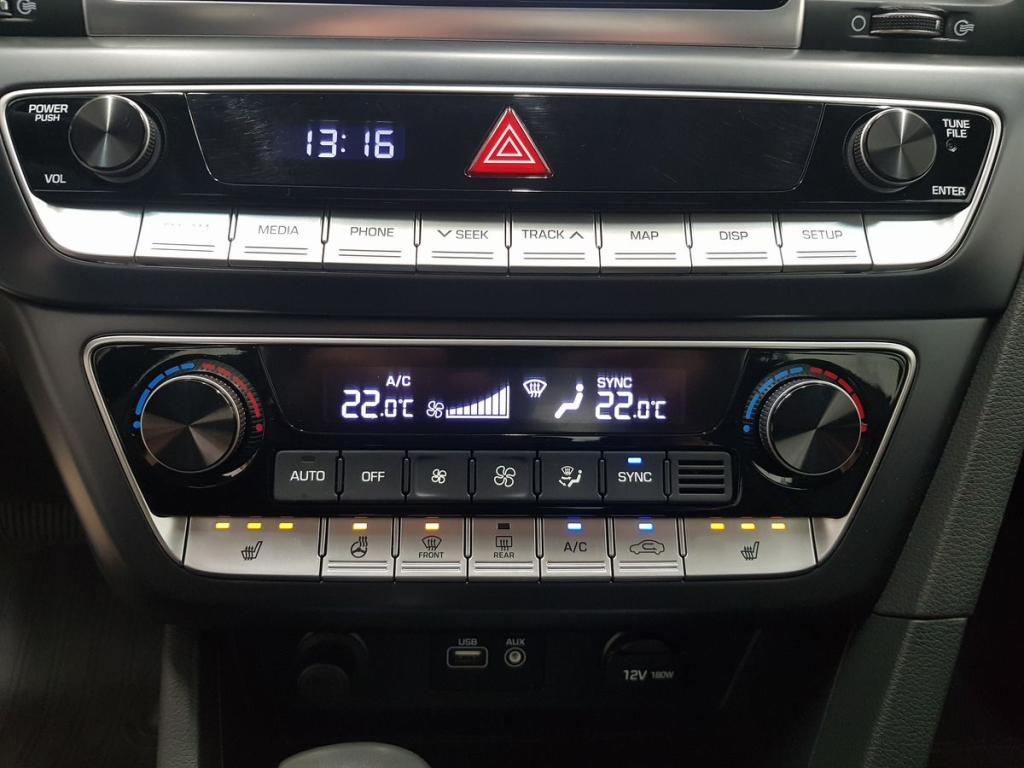 POWER
PUSH
VOL
13:16
TUNE
FILE
ENTER
MEDIA
PHONE
SEEK
TRACK
MAP
DISP
SETUP
A/C
22.0°C
SYNC
22.0°C
AUTO
OFF
SYNC
FRONT
REAR
A/C
USB
AUX
12V 180W